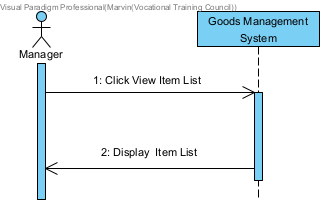 Visual Paradigm Professional(Marvin(Vocational Training Council))
Goods Management
System
Manager
1: Click View Item List
2: Display Item List